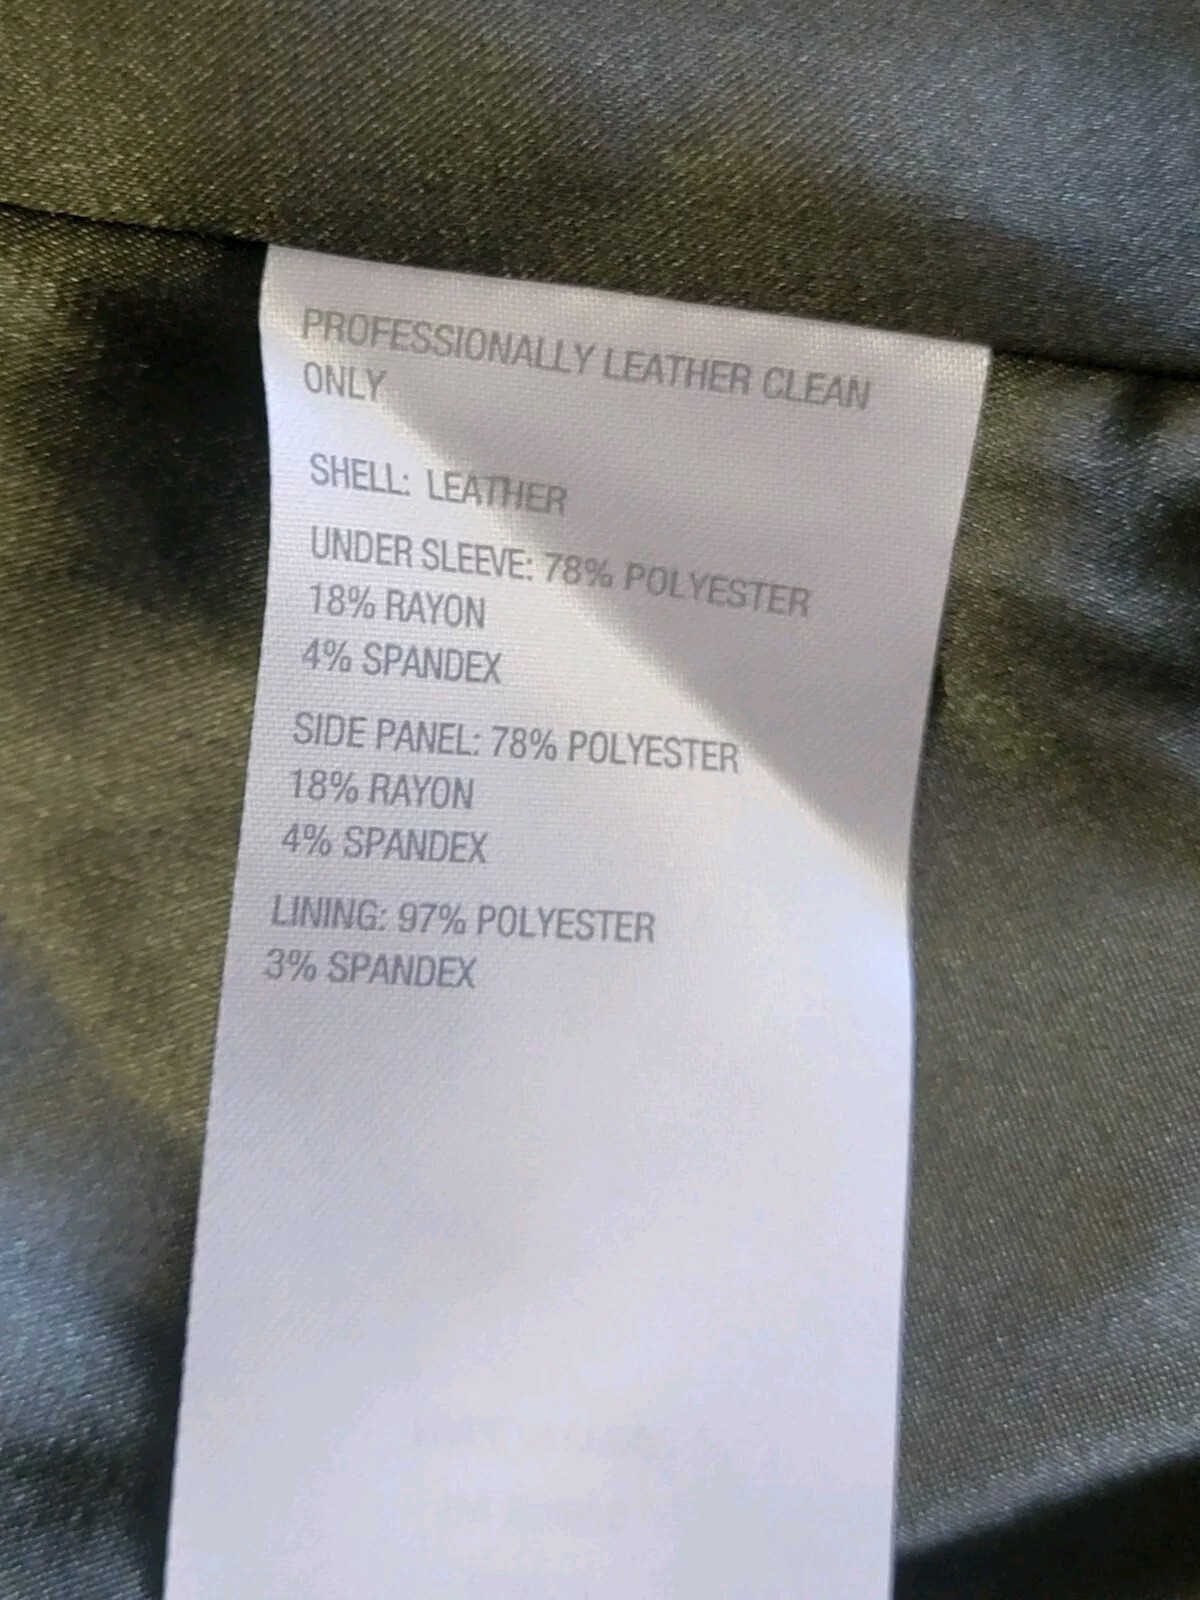 PROFESSIONALLY LEATHER CLEAN
ONLY
SHELL: LEATHER
UNDER SLEEVE: 78% POLYESTER
18% RAYON
4% SPANDEX
SIDE PANEL: 78% POLYESTER
18% RAYON
4% SPANDEX
LINING: 97% POLYESTER
3% SPANDEX